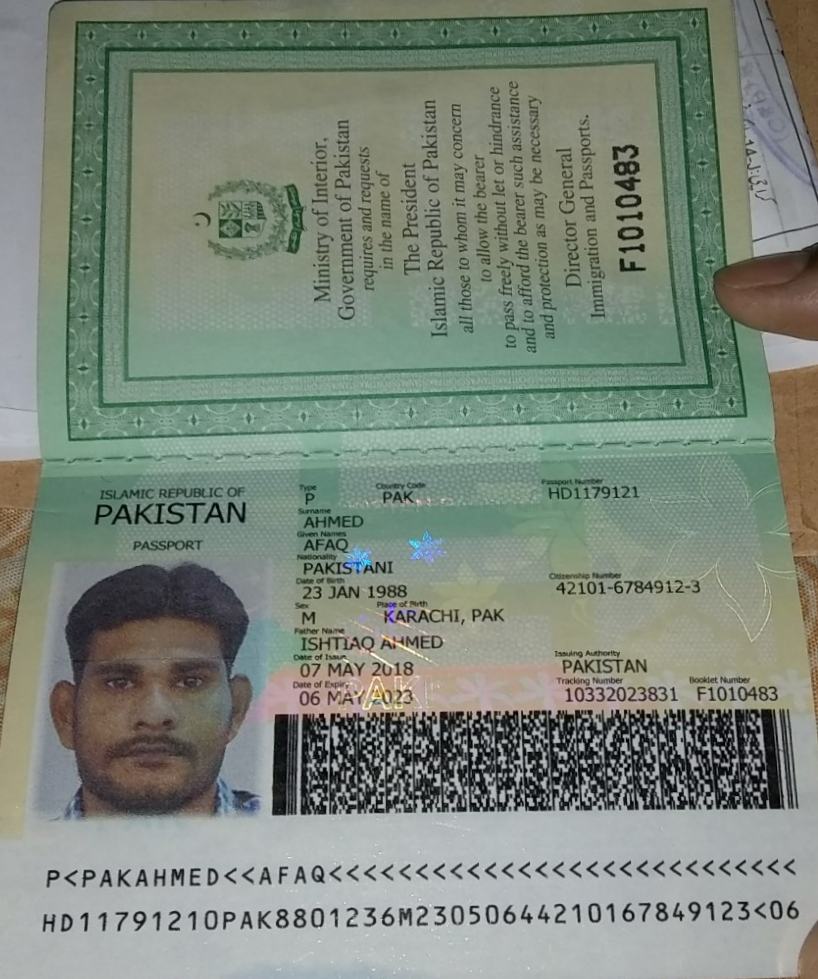 Ministry of Interior,
Government of Pakistan
requires and requests
in the name of
The President
Islamic Republic of Pakistan
all those to whom it may concern
to allow the bearer
to pass freely without let or hindrance
and to afford the bearer such assistance
and protection as may be necessary
Director General
Immigration and Passports.
F1010483
ISLAMIC REPUBLIC OF
PAKISTAN
PASSPORT
Type Country Code Passport Number
P PAK HD1179121
Surname
AHMED
Given Names
AFAQ
Nationality
PAKISTANI
Date of Birth Citizenship Number
23 JAN 1988 42101-6784912-3
Sex Place of Birth
M KARACHI, PAK
Father Name
ISHTIAQ AHMED
Date of Issue Issuing Authority
07 MAY 2018 PAKISTAN
Date of Expiry Tracking Number Booklet Number
06 MAY 2023 10332023831 F1010483
P<PAKAHMED<<AFAQ<<<<<<<<<<<<<<<<<<<<<<<<<<<<
HD11791210PAK8801236M23050644210167849123<06